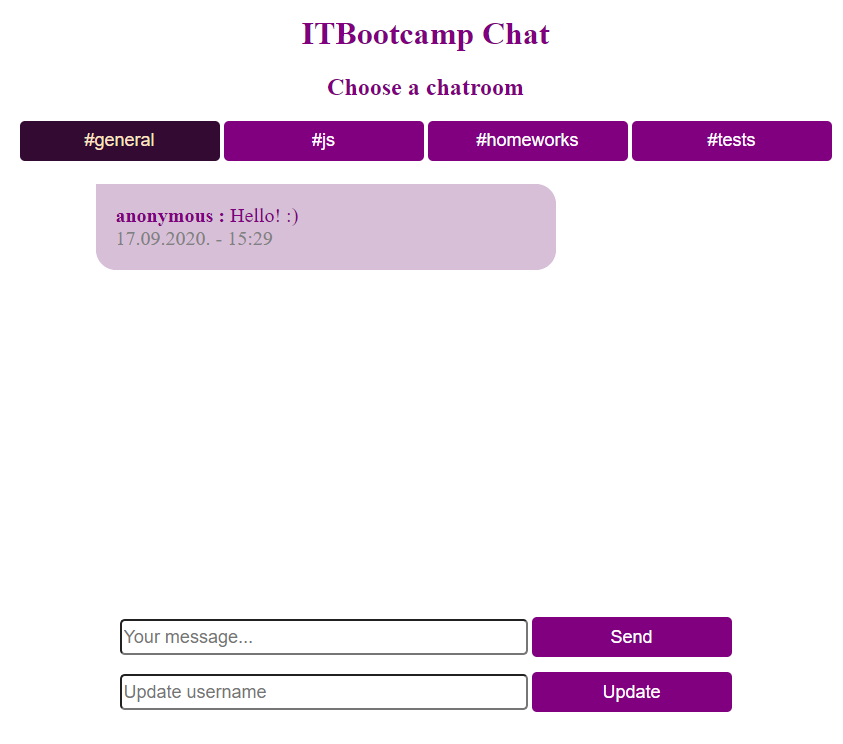 ITBootcamp Chat
Choose a chatroom
#general #js #homeworks #tests
anonymous : Hello! :)
17.09.2020. - 15:29
Your message... Send
Update username Update